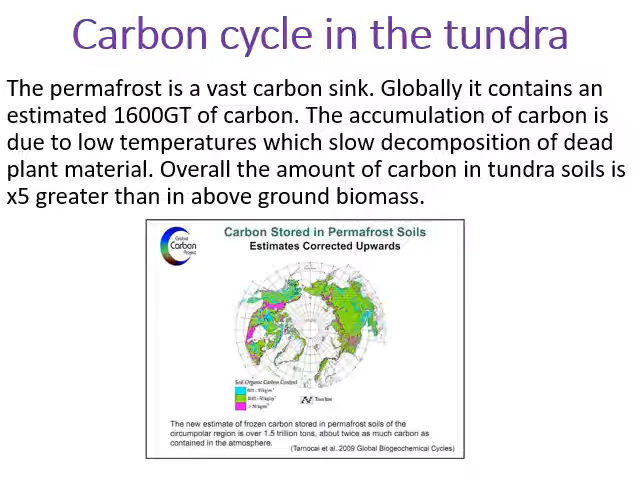 Carbon cycle in the tundra
The permafrost is a vast carbon sink. Globally it contains an
estimated 1600GT of carbon. The accumulation of carbon is
due to low temperatures which slow decomposition of dead
plant material. Overall the amount of carbon in tundra soils is
x5 greater than in above ground biomass.
Global
Carbon
Project
Carbon Stored in Permafrost Soils
Estimates Corrected Upwards
Soil Organic Carbon Content
The new estimate of frozen carbon stored in permafrost soils of the
circumpolar region is over 1.5 trillion tons, about twice as much carbon as
contained in the atmosphere.
(Tarnocai et al. 2009 Global Biogeochemical Cycles)